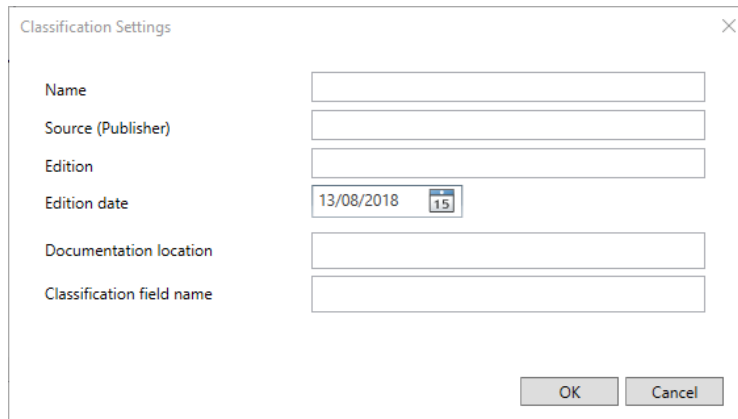 Classification Settings
Name
Source (Publisher)
Edition
Edition date 13/08/2018 15
Documentation location
Classification field name
OK Cancel